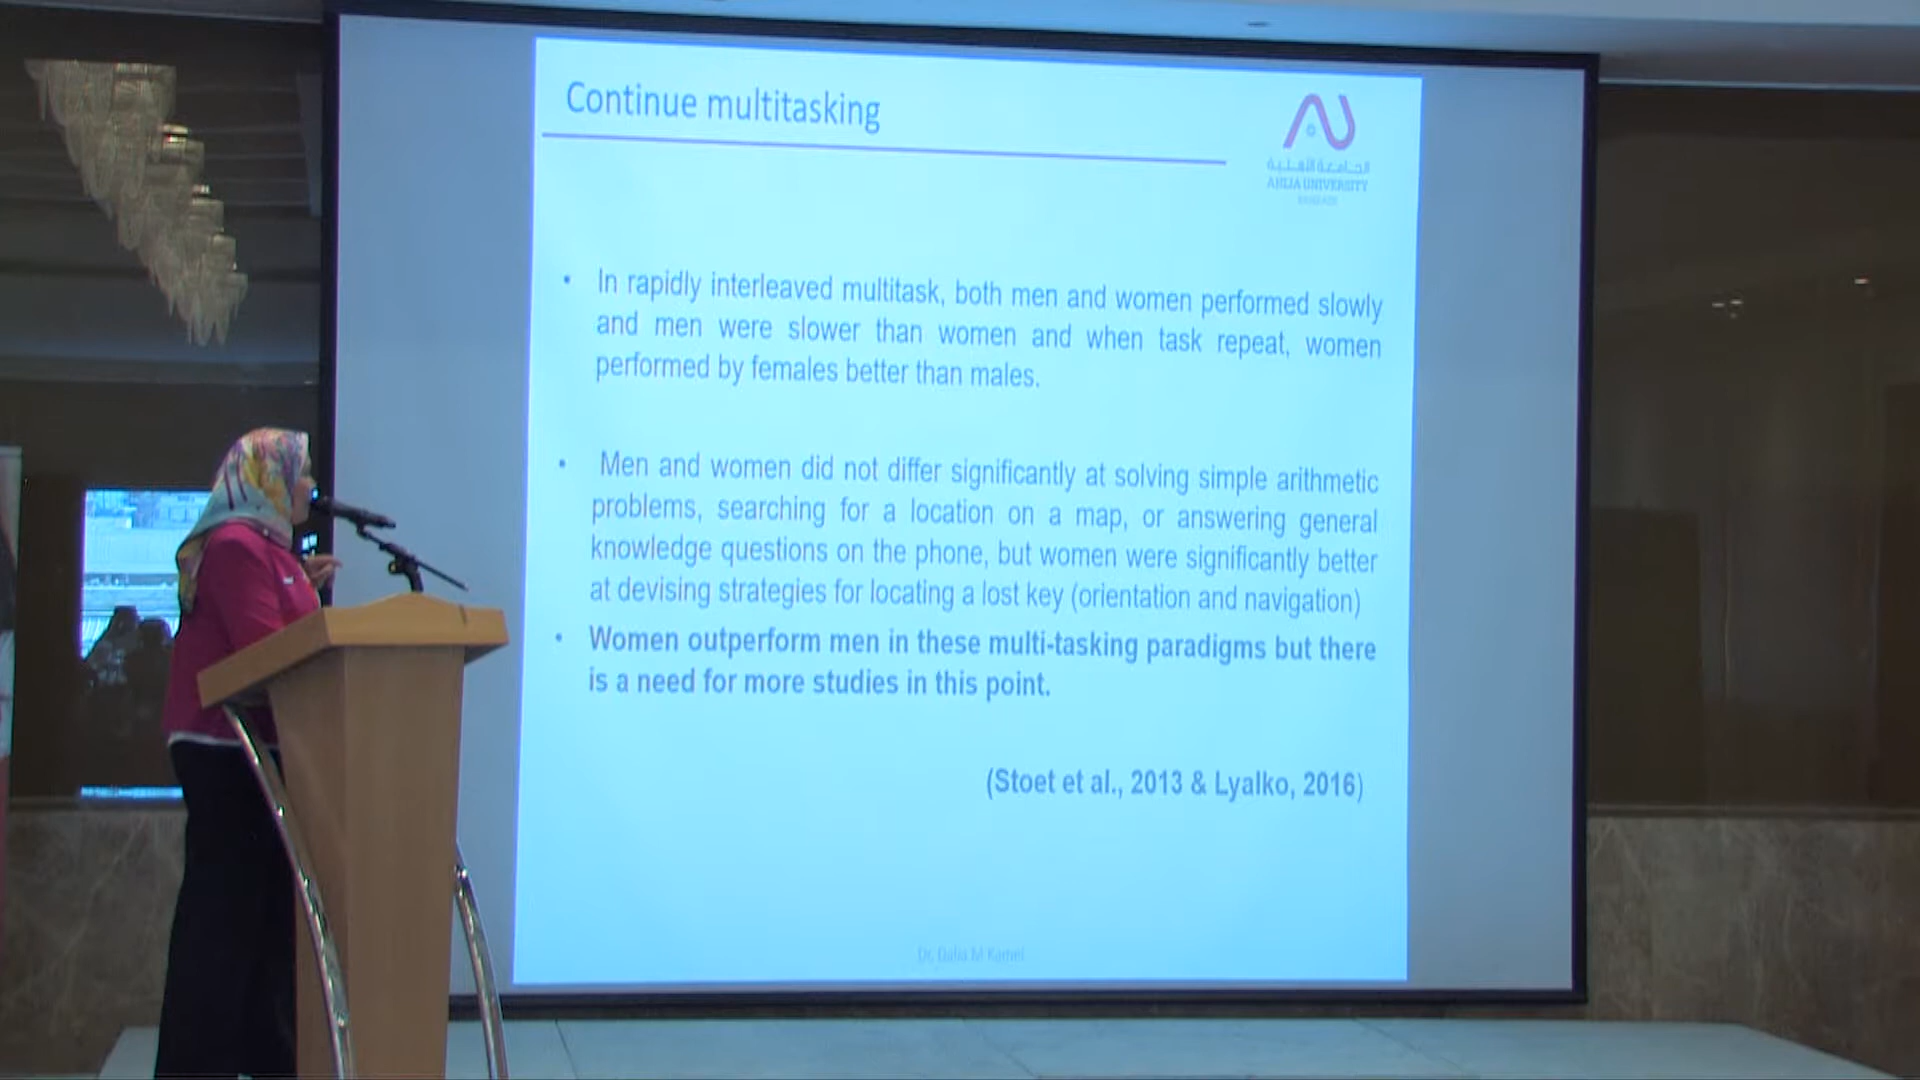 Continue multitasking
الجامعة الأهلية
AHLIA UNIVERSITY
BAHRAIN
• In rapidly interleaved multitask, both men and women performed slowly
and men were slower than women and when task repeat, women
performed by females better than males.
• Men and women did not differ significantly at solving simple arithmetic
problems, searching for a location on a map, or answering general
knowledge questions on the phone, but women were significantly better
at devising strategies for locating a lost key (orientation and navigation)
• Women outperform men in these multi-tasking paradigms but there
is a need for more studies in this point.
(Stoet et al., 2013 & Lyalko, 2016)
Dr. Dalia M Kamel